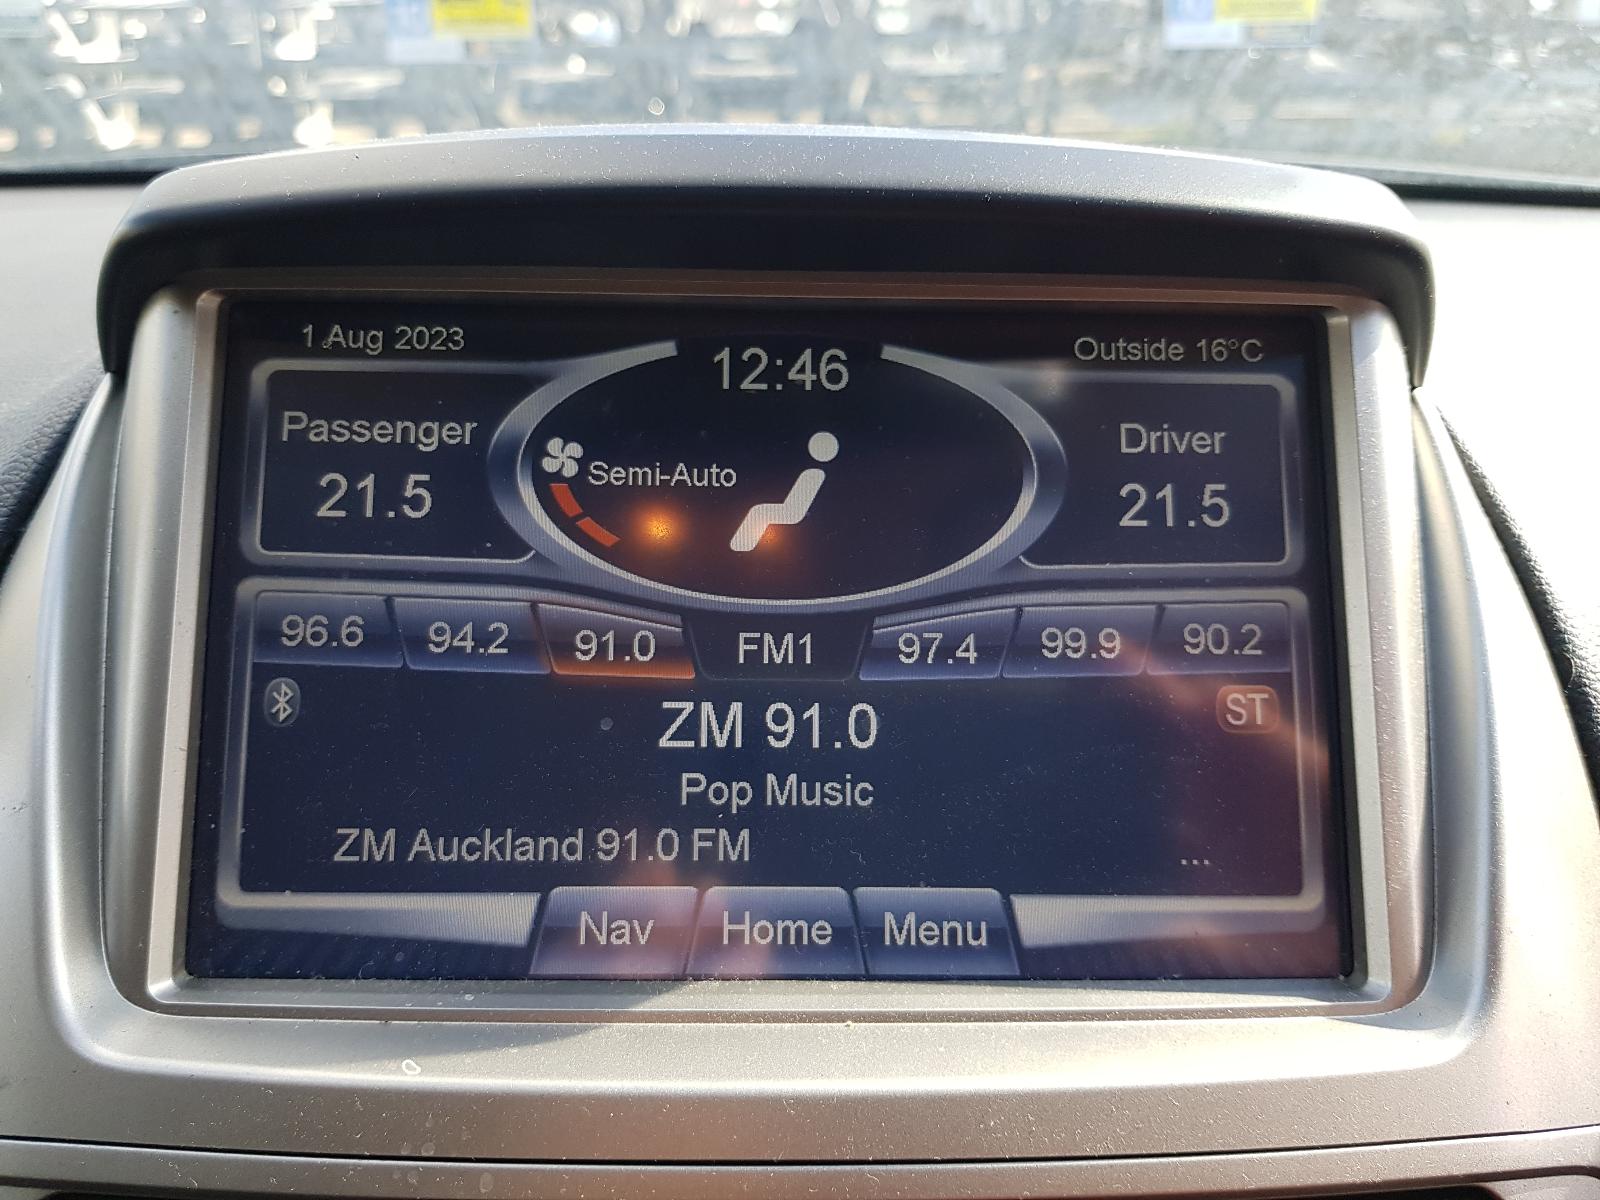 1 Aug 2023
12:46
Outside 16°C
Passenger
21.5
Semi-Auto
Driver
21.5
96.6
94.2
91.0
FM1
97.4
99.9
90.2
ST
ZM 91.0
Pop Music
ZM Auckland 91.0 FM
...
Nav
Home
Menu